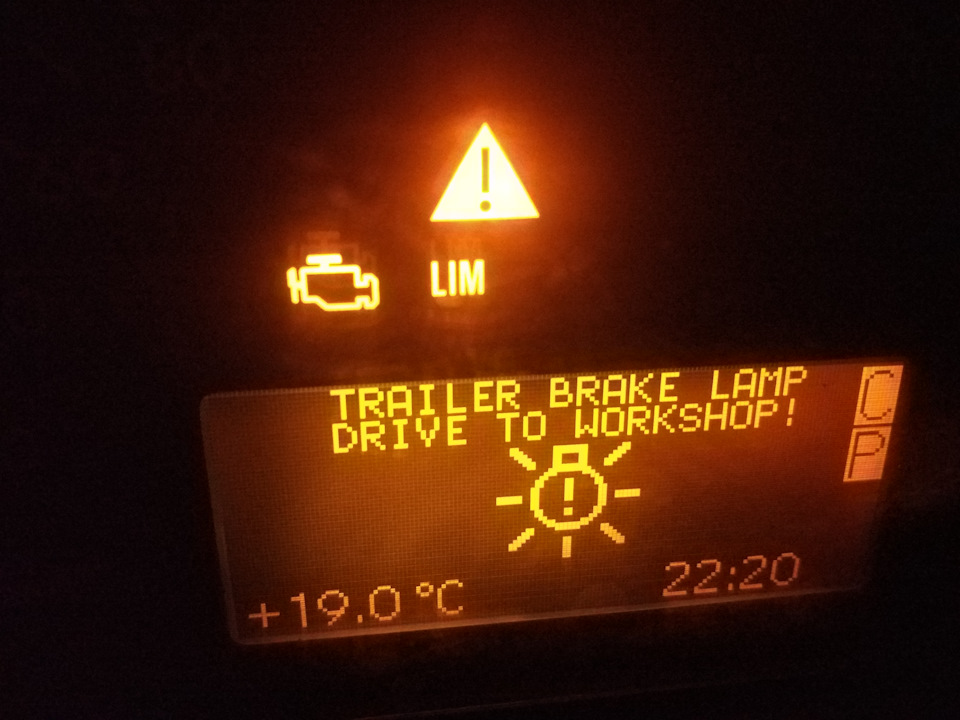 !
LIM
TRAILER BRAKE LAMP
DRIVE TO WORKSHOP!
C
P
!
+19.0 °C
22:20